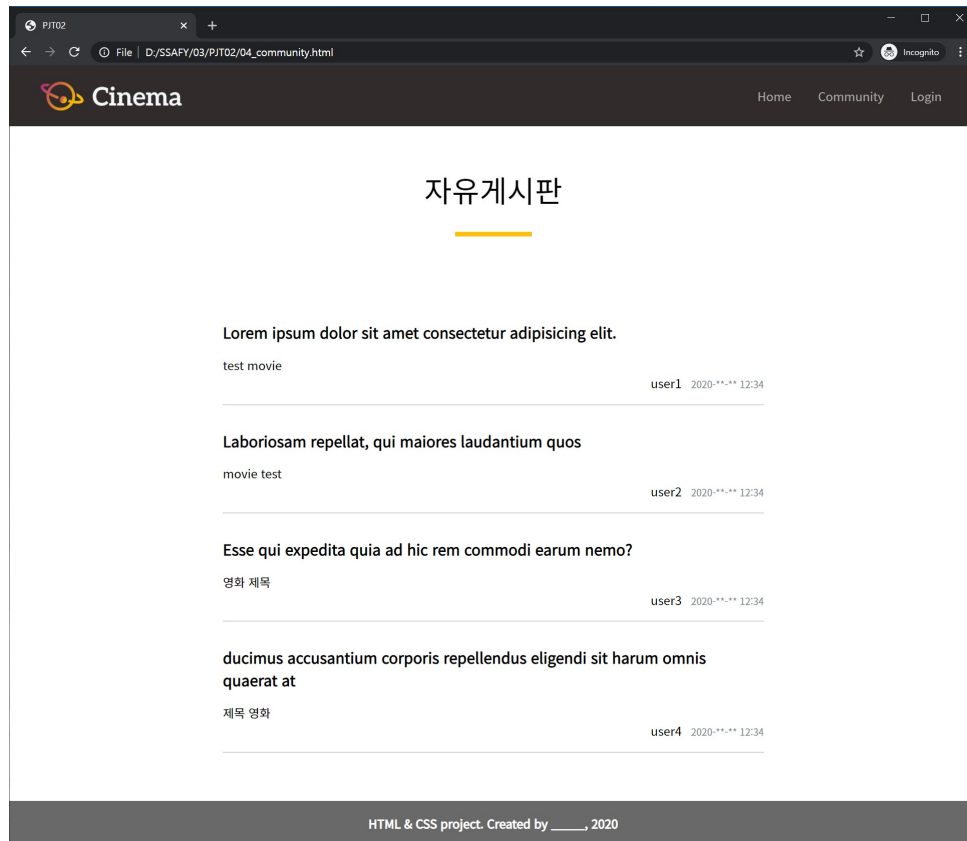 PJT02
File | D:/SSAFY/03/PJT02/04_community.html
Incognito
Cinema
Home Community Login
자유게시판
Lorem ipsum dolor sit amet consectetur adipisicing elit.
test movie
user1 2020-**-** 12:34
Laboriosam repellat, qui maiores laudantium quos
movie test
user2 2020-**-** 12:34
Esse qui expedita quia ad hic rem commodi earum nemo?
영화 제목
user3 2020-**-** 12:34
ducimus accusantium corporis repellendus eligendi sit harum omnis
quaerat at
제목 영화
user4 2020-**-** 12:34
HTML & CSS project. Created by _____, 2020